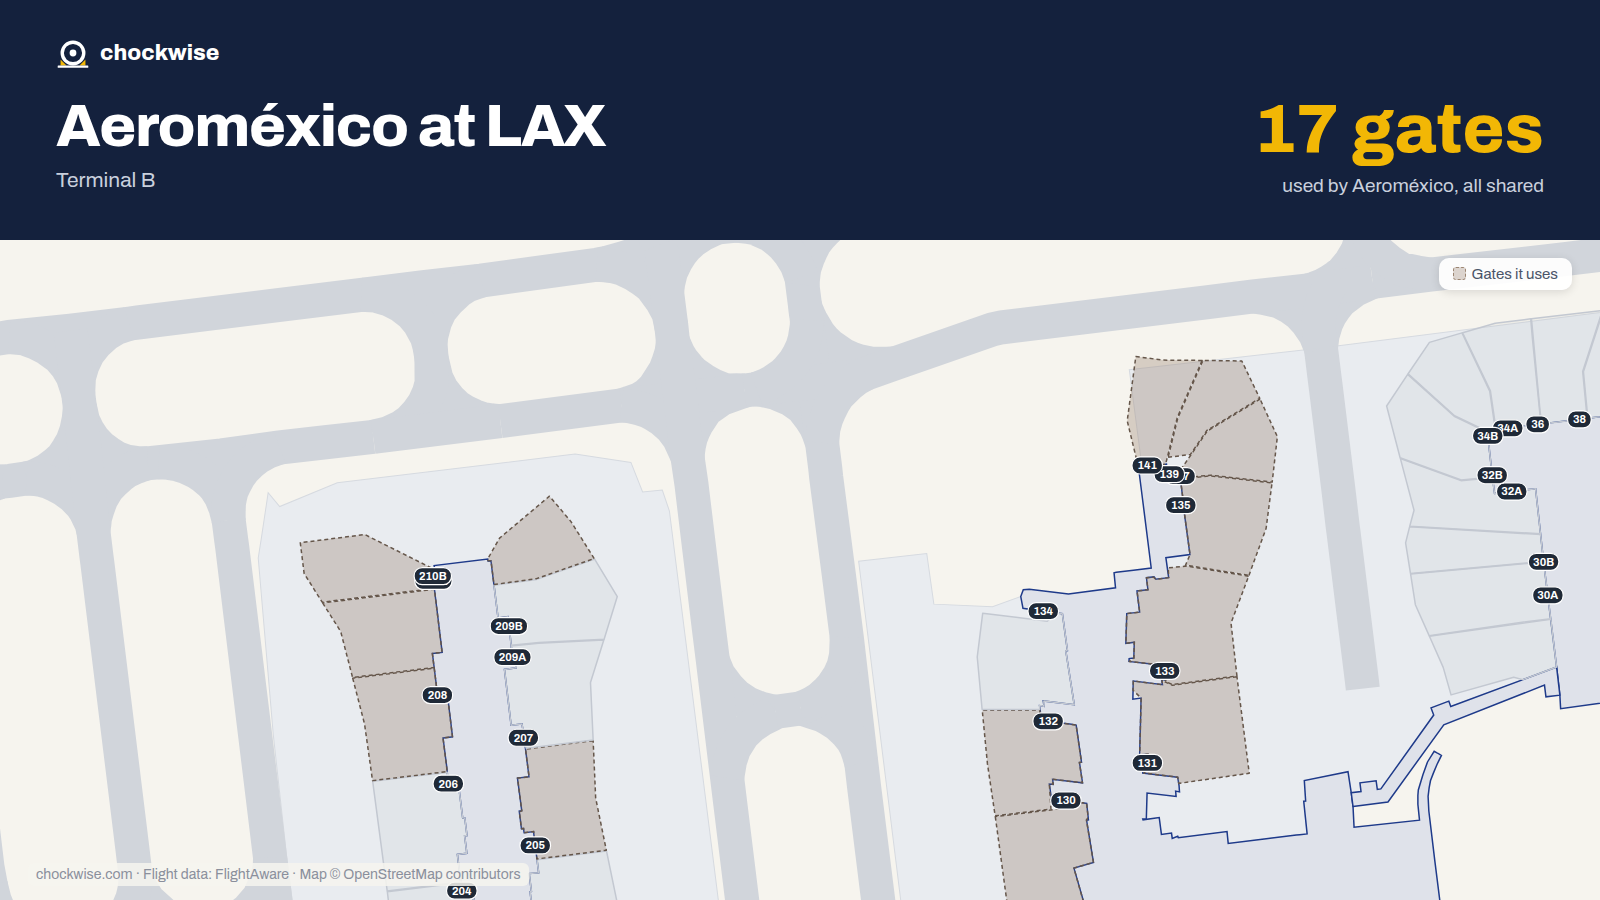 chockwise
Aeroméxico at LAX
Terminal B
17 gates
used by Aeroméxico, all shared
Gates it uses
38
36
34A
34B
32B
32A
30B
30A
141
139
135
134
133
132
131
130
210B
209B
209A
208
207
206
205
204
chockwise.com · Flight data: FlightAware · Map © OpenStreetMap contributors